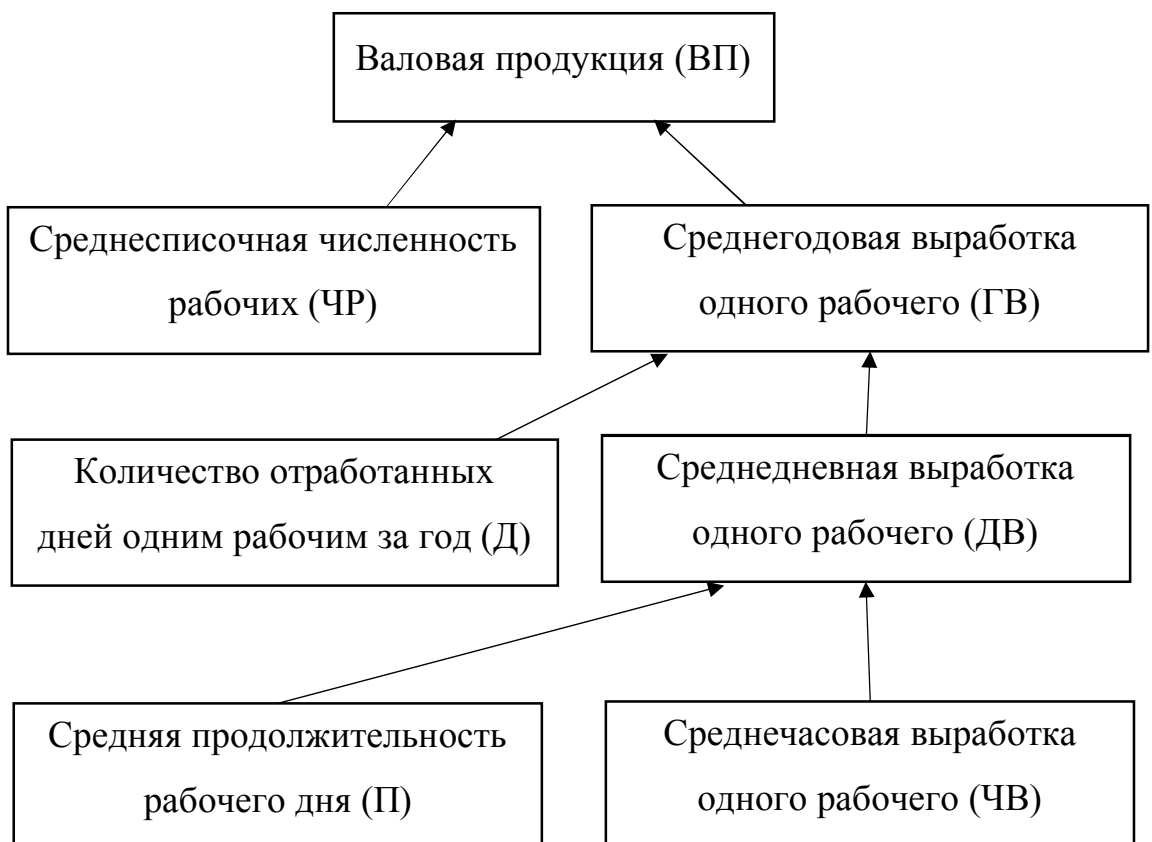 Валовая продукция (ВП)
Среднесписочная численность
рабочих (ЧР)
Среднегодовая выработка
одного рабочего (ГВ)
Количество отработанных
дней одним рабочим за год (Д)
Среднедневная выработка
одного рабочего (ДВ)
Средняя продолжительность
рабочего дня (П)
Среднечасовая выработка
одного рабочего (ЧВ)